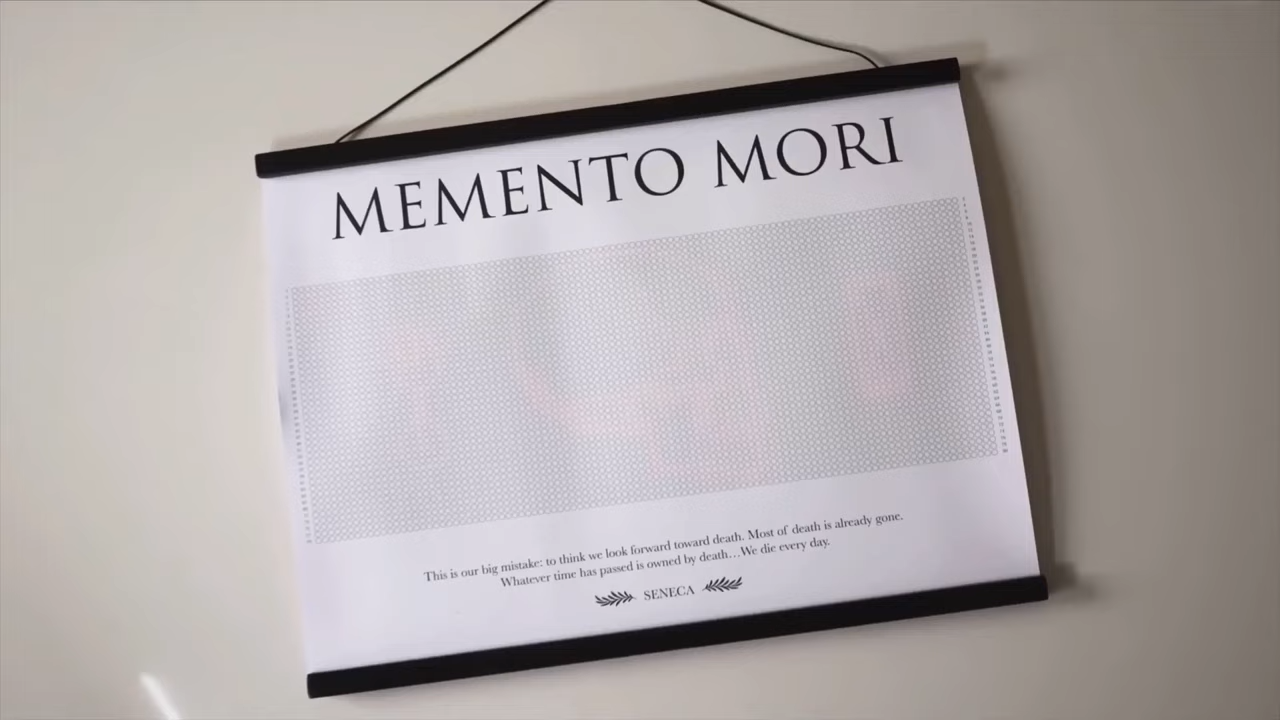 MEMENTO MORI
This is our big mistake: to think we look forward toward death. Most of death is already gone.
Whatever time has passed is owned by death…We die every day.
SENECA